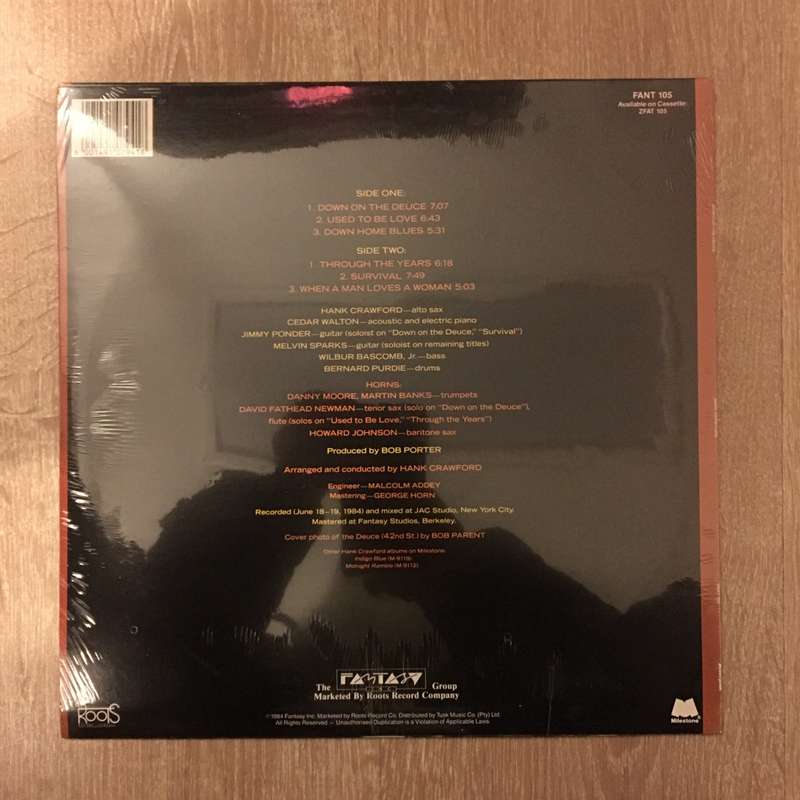 FANT 105
Available on Cassette
ZFAT 105
SIDE ONE:
1. DOWN ON THE DEUCE 7:07
2. USED TO BE LOVE 6:43
3. DOWN HOME BLUES 5:31
SIDE TWO:
1. THROUGH THE YEARS 6:18
2. SURVIVAL 7:49
3. WHEN A MAN LOVES A WOMAN 5:03
HANK CRAWFORD—alto sax
CEDAR WALTON—acoustic and electric piano
JIMMY PONDER—guitar (soloist on "Down on the Deuce," "Survival")
MELVIN SPARKS—guitar (soloist on remaining titles)
WILBUR BASCOMB, Jr.—bass
BERNARD PURDIE—drums
HORNS:
DANNY MOORE, MARTIN BANKS—trumpets
DAVID FATHEAD NEWMAN—tenor sax (solo on "Down on the Deuce"),
flute (solos on "Used to Be Love," "Through the Years")
HOWARD JOHNSON—baritone sax
Produced by BOB PORTER
Arranged and conducted by HANK CRAWFORD
Engineer—MALCOLM ADDEY
Mastering—GEORGE HORN
Recorded (June 18-19, 1984) and mixed at JAC Studio, New York City.
Mastered at Fantasy Studios, Berkeley.
Cover photo of the Deuce (42nd St.) by BOB PARENT
Other Hank Crawford albums on Milestone:
Indigo Blue (M-9119)
Midnight Ramble (M-9112)
The FANTASY Group
Marketed By Roots Record Company
©1984 Fantasy Inc. Marketed by Roots Record Co. Distributed by Tusk Music Co. (Pty) Ltd.
All Rights Reserved — Unauthorised Duplication is a Violation of Applicable Laws
Roots
Milestone